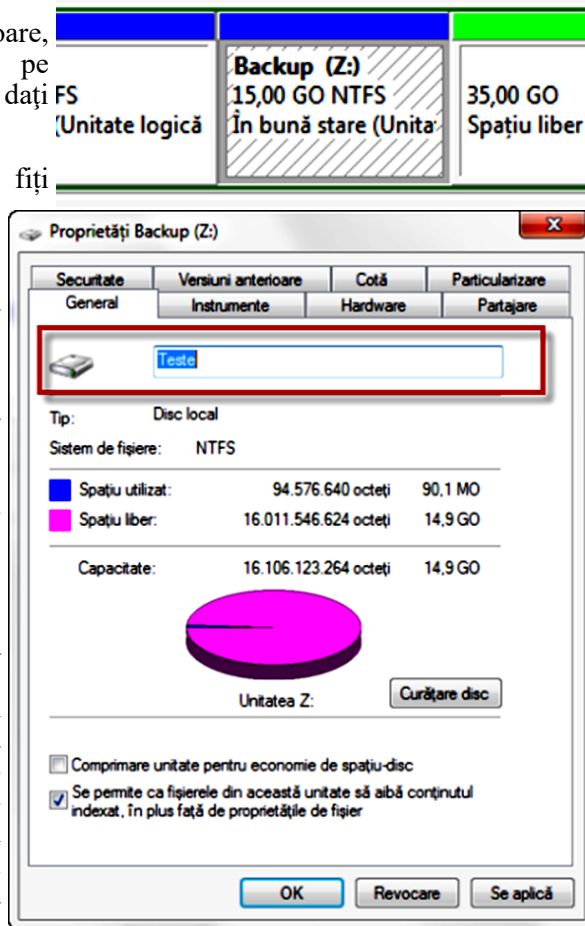 oare,
pe
daţi
fiți
FS
(Unitate logică
Backup (Z:)
15,00 GO NTFS
În bună stare (Unita
35,00 GO
Spațiu liber
Proprietăți Backup (Z:)
Securitate Versiuni anterioare Cotă Particularizare
General Instrumente Hardware Partajare
Teste
Tip: Disc local
Sistem de fișiere: NTFS
Spațiu utilizat: 94.576.640 octeți 90,1 MO
Spațiu liber: 16.011.546.624 octeți 14,9 GO
Capacitate: 16.106.123.264 octeți 14,9 GO
Unitatea Z:
Curățare disc
Comprimare unitate pentru economie de spațiu-disc
Se permite ca fișierele din această unitate să aibă conținutul
indexat, în plus față de proprietățile de fișier
OK Revocare Se aplică